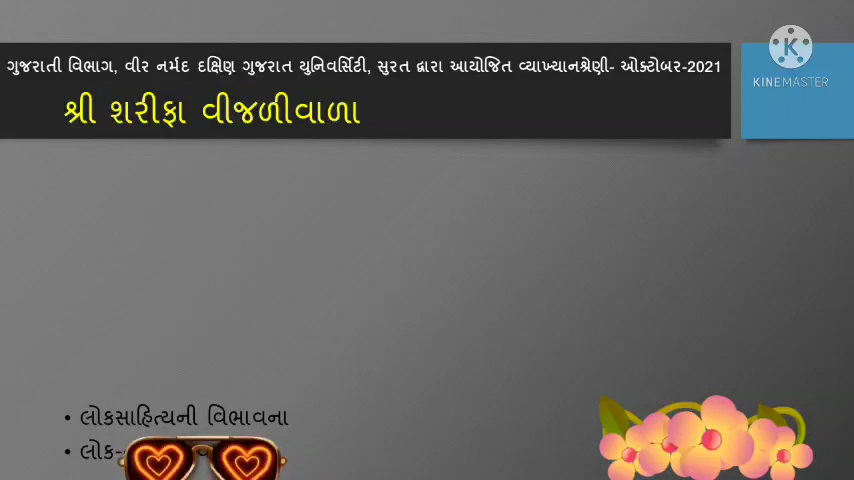 ગુજરાતી વિભાગ, વીર નર્મદ દક્ષિણ ગુજરાત યુનિવર્સિટી, સુરત દ્વારા આયોજિત વ્યાખ્યાનશ્રેણી- ઓક્ટોબર-2021
K
KINEMASTER
શ્રી શરીફા વીજળીવાળા
• લોકસાહિત્યની વિભાવના
• લોક-